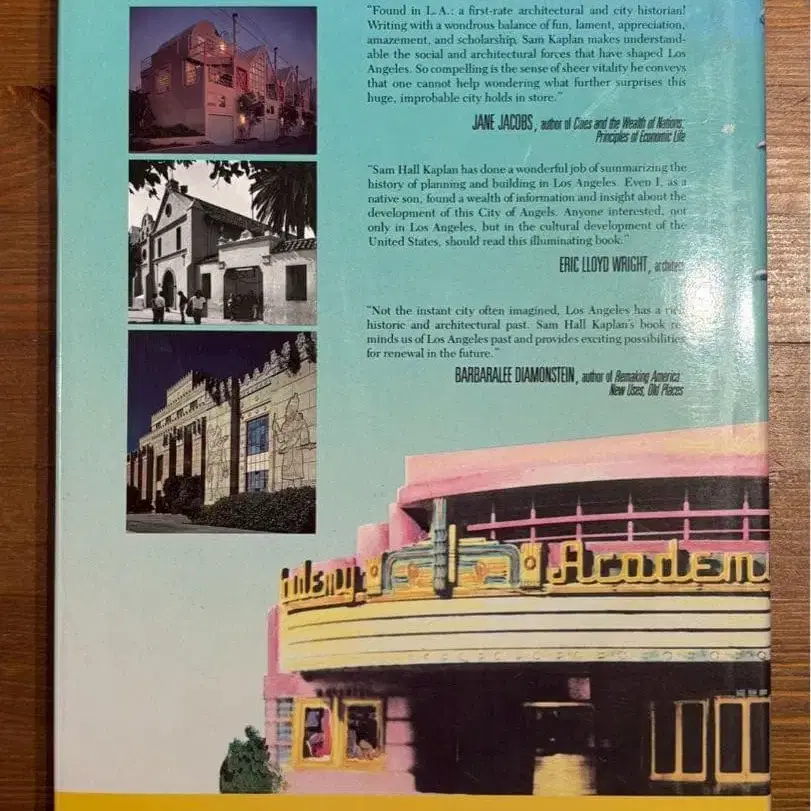 "Found in L.A.: a first-rate architectural and city historian!
Writing with a wondrous balance of fun, lament, appreciation,
amazement, and scholarship, Sam Kaplan makes understand-
able the social and architectural forces that have shaped Los
Angeles. So compelling is the sense of sheer vitality he conveys
that one cannot help wondering what further surprises this
huge, improbable city holds in store."
JANE JACOBS, author of Cities and the Wealth of Nations:
Principles of Economic Life
"Sam Hall Kaplan has done a wonderful job of summarizing the
history of planning and building in Los Angeles. Even I, as a
native son, found a wealth of information and insight about the
development of this City of Angels. Anyone interested, not
only in Los Angeles, but in the cultural development of the
United States, should read this illuminating book."
ERIC LLOYD WRIGHT, architect
"Not the instant city often imagined, Los Angeles has a rich
historic and architectural past. Sam Hall Kaplan's book re-
minds us of Los Angeles past and provides exciting possibilities
for renewal in the future."
BARBARALEE DIAMONSTEIN, author of Remaking America:
New Uses, Old Places
ademy Academ